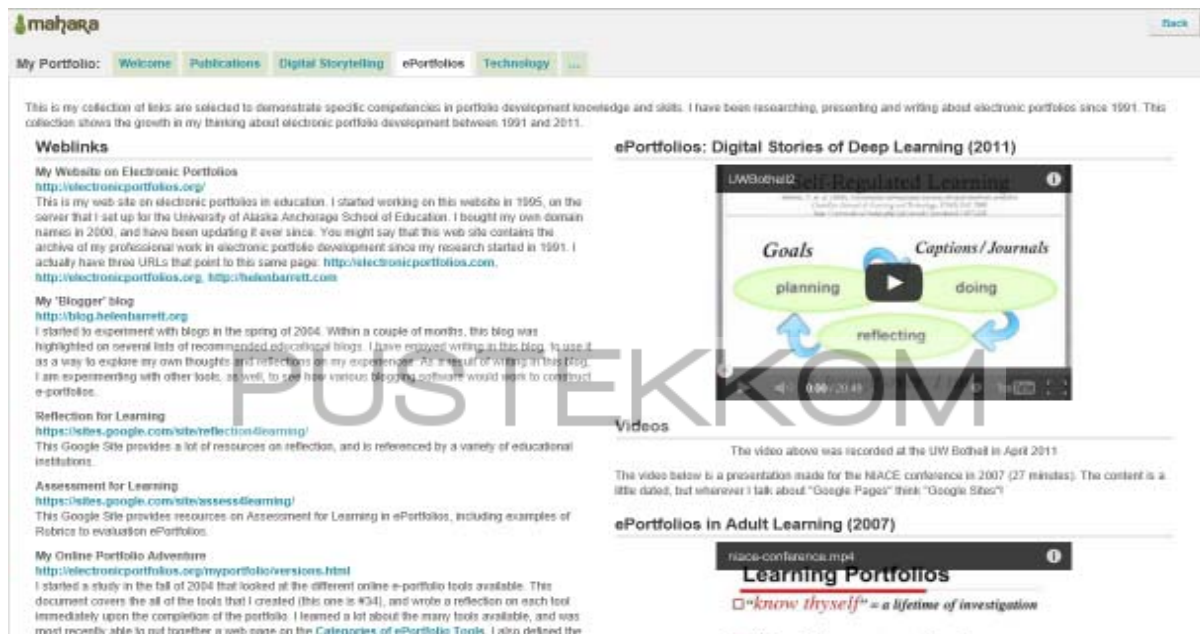 mahara
Back
My Portfolio: Welcome Publications Digital Storytelling ePortfolios Technology ...
This is my collection of links are selected to demonstrate specific competencies in portfolio development knowledge and skills. I have been researching, presenting and writing about electronic portfolios since 1991. This
collection shows the growth in my thinking about electronic portfolio development between 1991 and 2011.
Weblinks
My Website on Electronic Portfolios
http://electronicportfolios.org/
This is my web site on electronic portfolios in education. I started working on this website in 1995, on the
server that I set up for the University of Alaska Anchorage School of Education. I bought my own domain
names in 2000, and have been updating it ever since. You might say that this web site contains the
archive of my professional work in electronic portfolio development since my research started in 1991. I
actually have three URLs that point to this same page: http://electronicportfolios.com,
http://electronicportfolios.org, http://helenbarrett.com
My 'Blogger' blog
http://blog.helenbarrett.org
I started to experiment with blogs in the spring of 2004. Within a couple of months, this blog was
highlighted on several lists of recommended educational blogs. I have enjoyed writing in this blog, to use it
as a way to explore my own thoughts and reflections on my experiences. As a result of writing in this blog,
I am experimenting with other tools, as well, to see how various blogging software would work to construct
e-portfolios.
Reflection for Learning
https://sites.google.com/site/reflection4learning/
This Google Site provides a lot of resources on reflection, and is referenced by a variety of educational
institutions.
Assessment for Learning
https://sites.google.com/site/assess4learning/
This Google Site provides resources on Assessment for Learning in ePortfolios, including examples of
Rubrics to evaluation ePortfolios.
My Online Portfolio Adventure
http://electronicportfolios.org/myportfolio/versions.html
I started a study in the fall of 2004 that looked at the different online e-portfolio tools available. This
document covers the all of the tools that I created (this one is #34), and wrote a reflection on each tool
immediately upon the completion of the portfolio. I learned a lot about the many tools available, and was
most recently able to put together a web page on the Categories of ePortfolio Tools. I also defined the
ePortfolios: Digital Stories of Deep Learning (2011)
UWBothell2
Self-Regulated Learning
Goals
Captions/Journals
planning
doing
reflecting
0:00 / 20:49
Videos
The video above was recorded at the UW Bothell in April 2011
The video below is a presentation made for the NIACE conference in 2007 (27 minutes). The content is a
little dated, but wherever I talk about "Google Pages" think "Google Sites"!
ePortfolios in Adult Learning (2007)
niace-conference.mp4
Learning Portfolios
"know thyself" = a lifetime of investigation
PUSTEKKOM